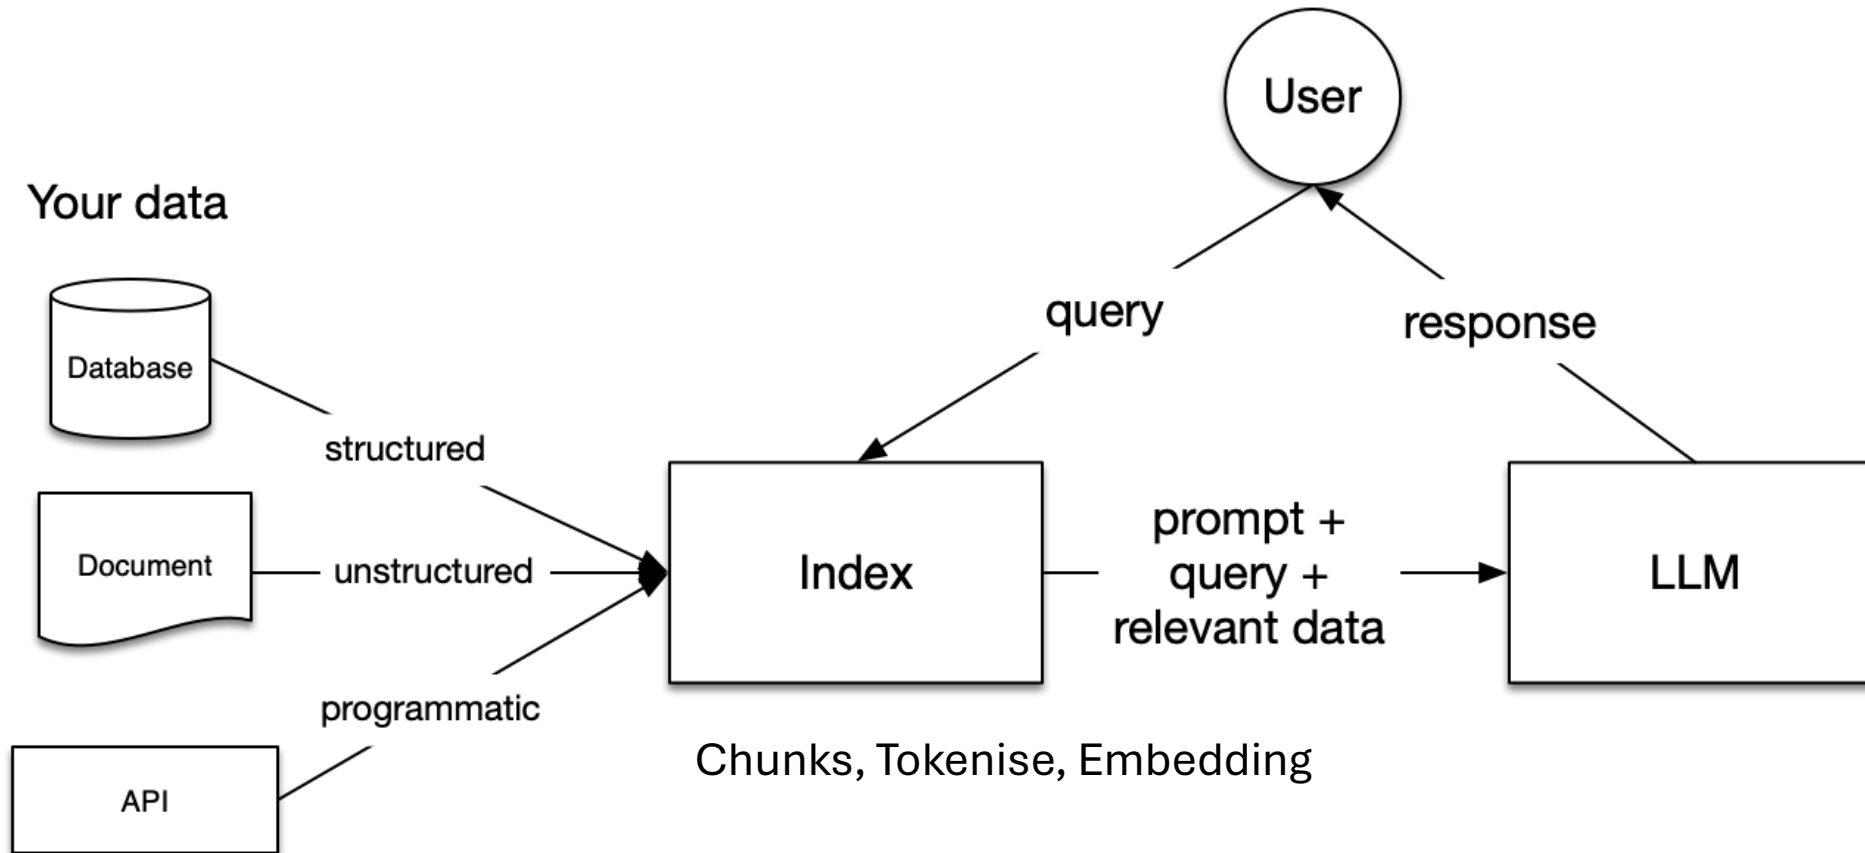 User
Your data
Database
query
response
structured
Document
unstructured
Index
prompt +
query +
relevant data
LLM
programmatic
Chunks, Tokenise, Embedding
API